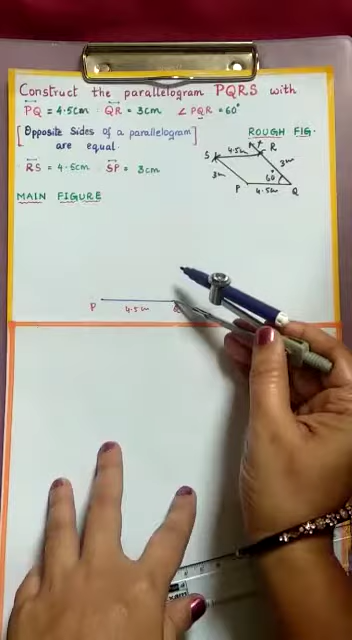 Construct the parallelogram PQRS with
PQ = 4.5cm QR = 3cm ∠ PQR = 60°
[Opposite Sides of a parallelogram] ROUGH FIG.
are equal.
RS = 4.5cm SP = 3cm
MAIN FIGURE
S 4.5cm R
3cm 60° 3cm
P 4.5cm Q
P 4.5cm Q